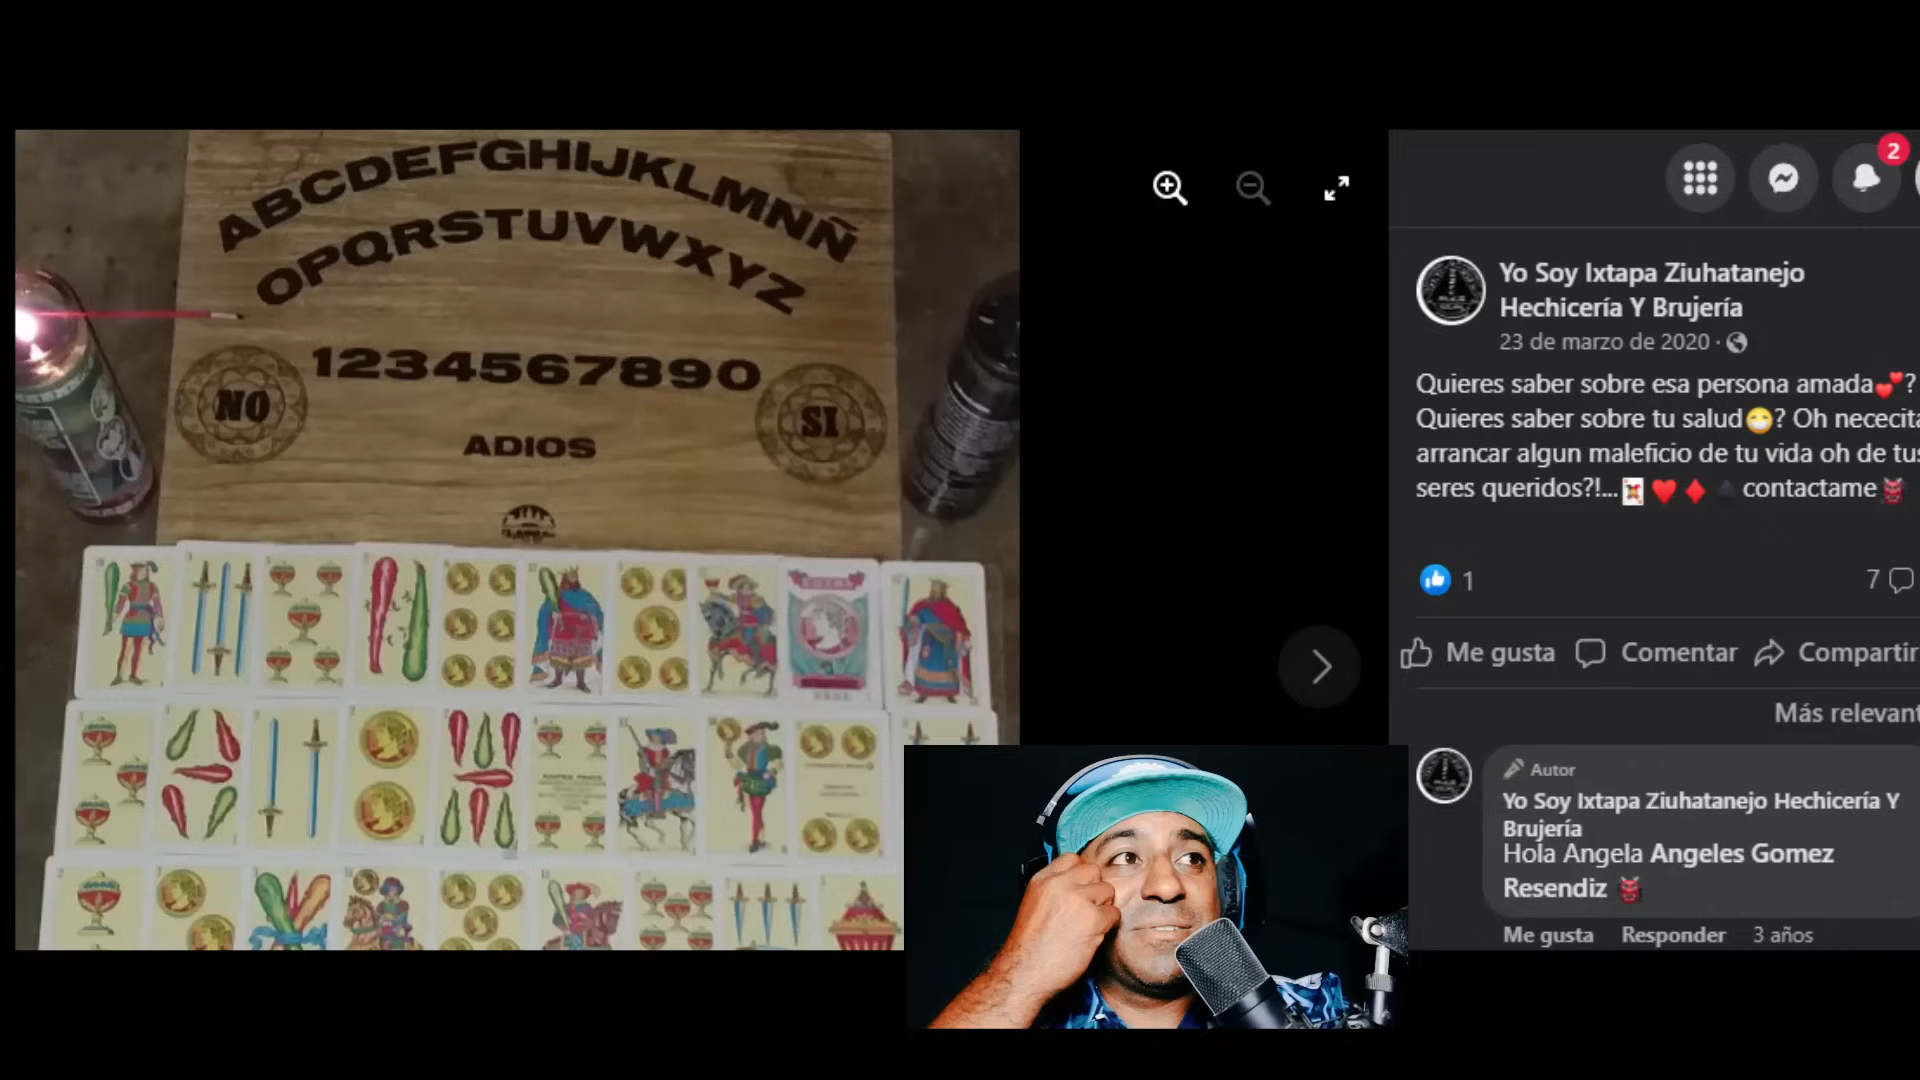 ABCDEFGHIJKLMNÑ
OPQRSTUVWXYZ
1234567890
NO
SI
ADIOS
2
Yo Soy Ixtapa Ziuhatanejo
Hechicería Y Brujería
23 de marzo de 2020 ·
Quieres saber sobre esa persona amada💕?
Quieres saber sobre tu salud😷? Oh nececita
arrancar algun maleficio de tu vida oh de tus
seres queridos?!...🃏♥️♦️♠️contactame👹
1
7
Me gusta
Comentar
Compartir
Más relevant
Autor
Yo Soy Ixtapa Ziuhatanejo Hechicería Y
Brujería
Hola Angela Angeles Gomez
Resendiz 👹
Me gusta Responder 3 años